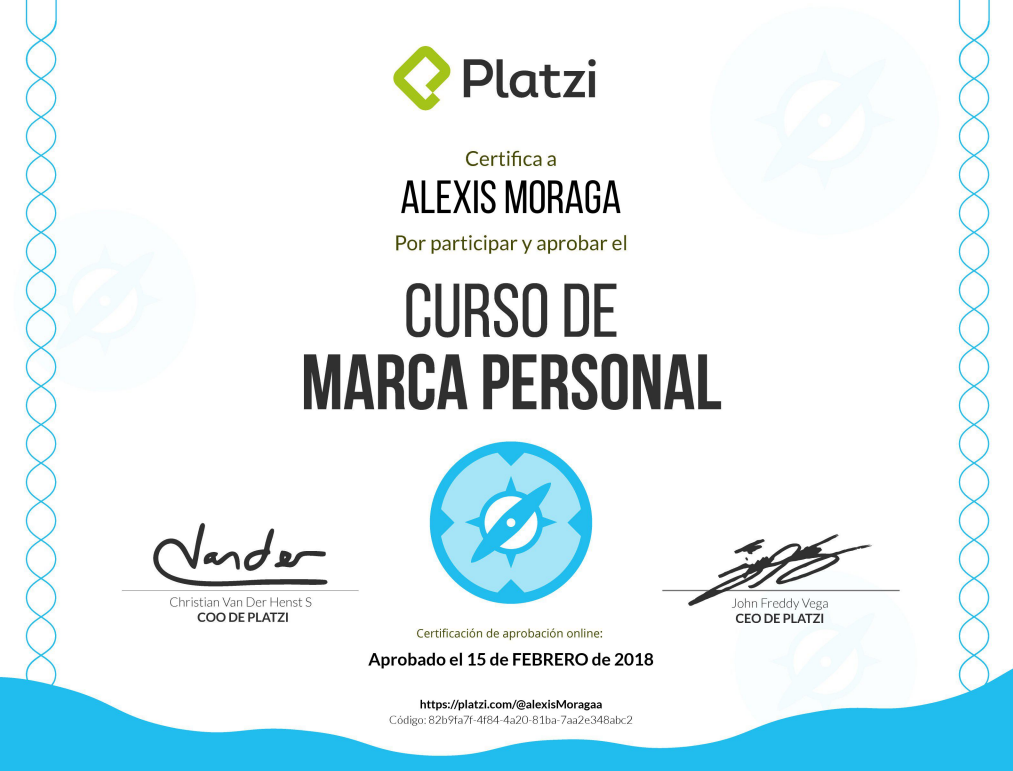 Platzi
Certifica a
ALEXIS MORAGA
Por participar y aprobar el
CURSO DE
MARCA PERSONAL
Vander
Christian Van Der Henst S
COO DE PLATZI
John Freddy Vega
CEO DE PLATZI
Certificación de aprobación online:
Aprobado el 15 de FEBRERO de 2018
https://platzi.com/@alexisMoragaa
Código: 82b9fa7f-4f84-4a20-81ba-7aa2e348abc2